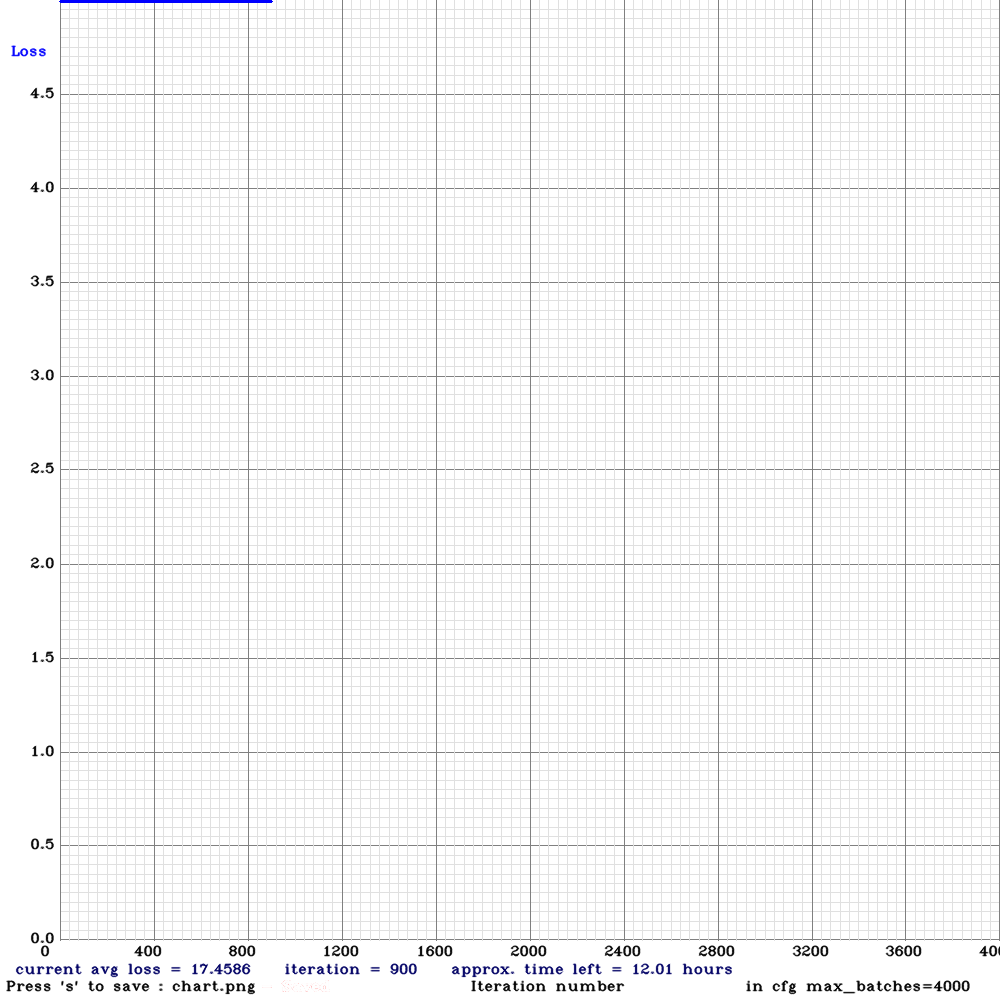 Loss
4.5
4.0
3.5
3.0
2.5
2.0
1.5
1.0
0.5
0.0
0 400 800 1200 1600 2000 2400 2800 3200 3600 400
current avg loss = 17.4586 iteration = 900 approx. time left = 12.01 hours
Press 's' to save : chart.png Iteration number in cfg max_batches=4000